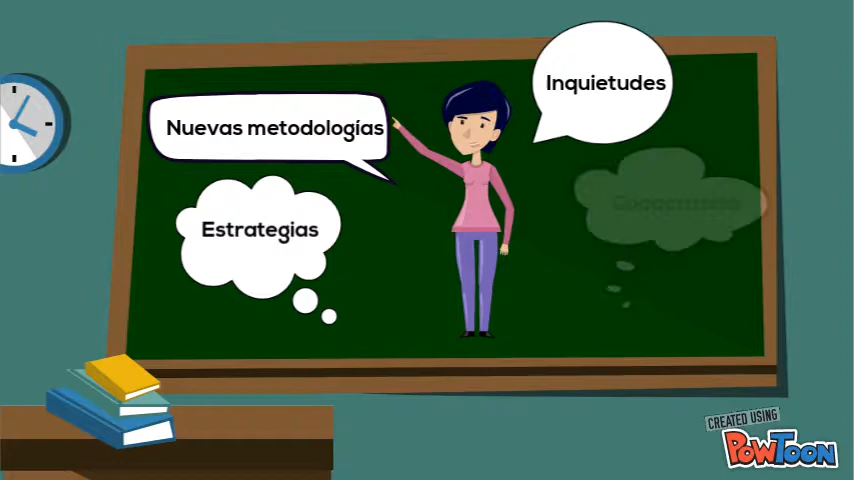 Inquietudes
Nuevas metodologías
Estrategias
CREATED USING
POWTOON